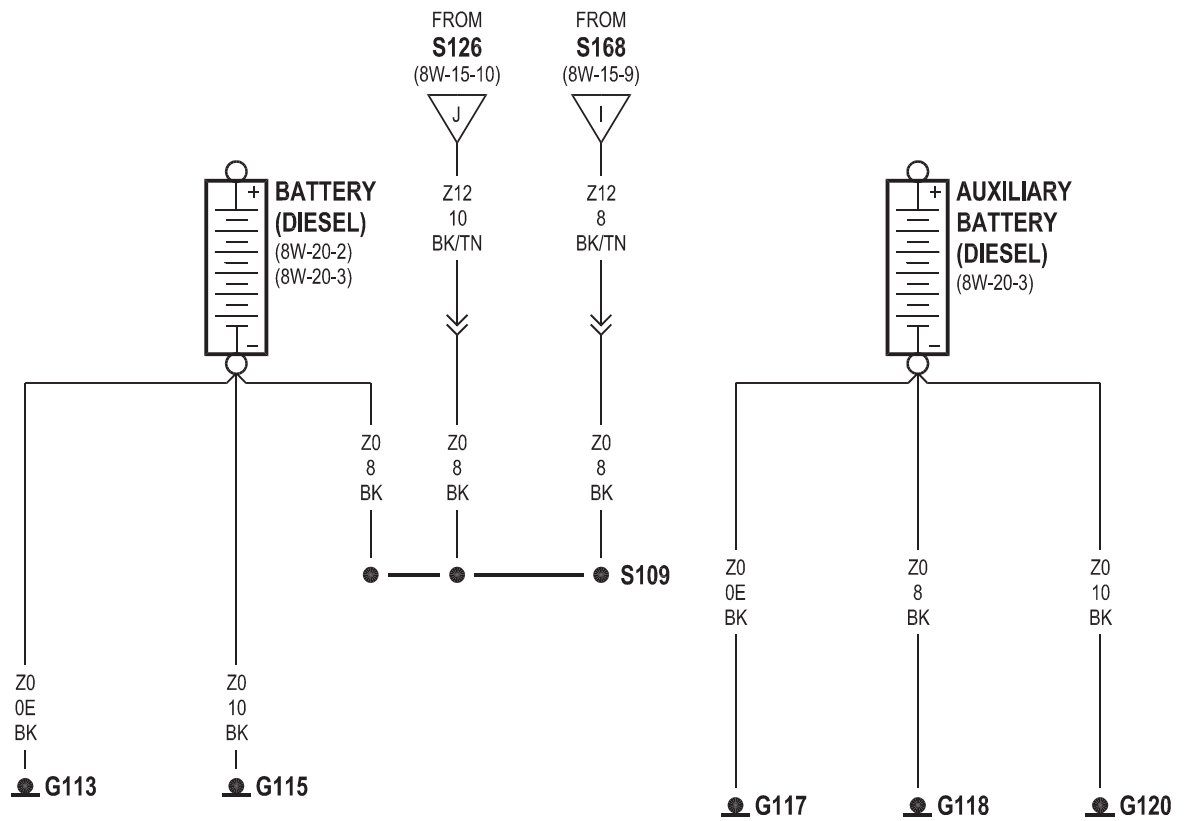 FROM
S126
(8W-15-10)
J
FROM
S168
(8W-15-9)
I
+
BATTERY
(DIESEL)
(8W-20-2)
(8W-20-3)
−
Z12
10
BK/TN
Z12
8
BK/TN
+
AUXILIARY
BATTERY
(DIESEL)
(8W-20-3)
−
Z0
8
BK
Z0
8
BK
Z0
8
BK
S109
Z0
0E
BK
Z0
8
BK
Z0
10
BK
Z0
0E
BK
Z0
10
BK
G113
G115
G117
G118
G120